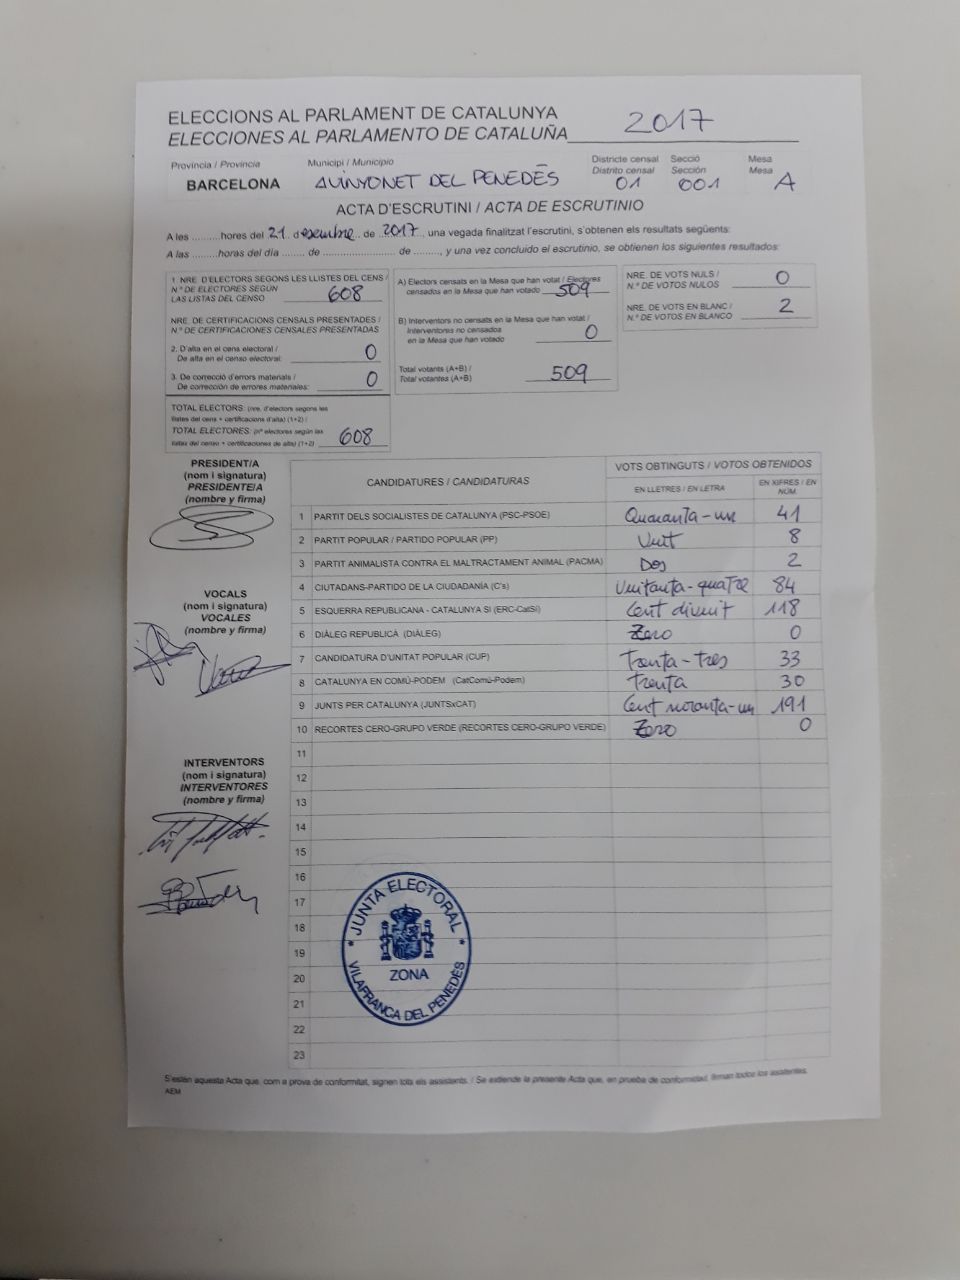 ELECCIONS AL PARLAMENT DE CATALUNYA
ELECCIONES AL PARLAMENTO DE CATALUÑA 2017
Província / Provincia Municipi / Municipio Districte censal Secció Mesa
Distrito censal Sección Mesa
BARCELONA AVINYONET DEL PENEDÈS 01 001 A
ACTA D'ESCRUTINI / ACTA DE ESCRUTINIO
A les .........hores del 21 desembre de 2017, una vegada finalitzat l'escrutini, s'obtenen els resultats següents:
A las .........horas del día ....... de ....................... de ........, y una vez concluido el escrutinio, se obtienen los siguientes resultados:
1. NRE. D'ELECTORS SEGONS LES LLISTES DEL CENS /
N.º DE ELECTORES SEGÚN
LAS LISTAS DEL CENSO 608
NRE. DE CERTIFICACIONS CENSALS PRESENTADES /
N.º DE CERTIFICACIONES CENSALES PRESENTADAS
2. D'alta en el cens electoral /
De alta en el censo electoral: 0
3. De correcció d'errors materials /
De corrección de errores materiales: 0
TOTAL ELECTORS: (nre. d'electors segons les
llistes del cens + certificacions d'alta) (1+2) /
TOTAL ELECTORES: (nº electores según las
listas del censo + certificaciones de alta) (1+2) 608
A) Electors censats en la Mesa que han votat / Electores
censados en la Mesa que han votado 509
B) Interventors no censats en la Mesa que han votat /
Interventores no censados
en la Mesa que han votado 0
Total votants (A+B) /
Total votantes (A+B) 509
NRE. DE VOTS NULS /
N.º DE VOTOS NULOS 0
NRE. DE VOTS EN BLANC /
N.º DE VOTOS EN BLANCO 2
PRESIDENT/A
(nom i signatura)
PRESIDENTE/A
(nombre y firma)
VOCALS
(nom i signatura)
VOCALES
(nombre y firma)
INTERVENTORS
(nom i signatura)
INTERVENTORES
(nombre y firma)
CANDIDATURES / CANDIDATURAS VOTS OBTINGUTS / VOTOS OBTENIDOS
EN LLETRES / EN LETRA EN XIFRES / EN NÚM.
1 PARTIT DELS SOCIALISTES DE CATALUNYA (PSC-PSOE) Quaranta-un 41
2 PARTIT POPULAR / PARTIDO POPULAR (PP) Vuit 8
3 PARTIT ANIMALISTA CONTRA EL MALTRACTAMENT ANIMAL (PACMA) Dos 2
4 CIUTADANS-PARTIDO DE LA CIUDADANÍA (C's) Vuitanta-quatre 84
5 ESQUERRA REPUBLICANA - CATALUNYA SÍ (ERC-CatSí) Cent divuit 118
6 DIÀLEG REPUBLICÀ (DIÀLEG) Zero 0
7 CANDIDATURA D'UNITAT POPULAR (CUP) Trenta-tres 33
8 CATALUNYA EN COMÚ-PODEM (CatComú-Podem) Trenta 30
9 JUNTS PER CATALUNYA (JUNTSxCAT) Cent noranta-un 191
10 RECORTES CERO-GRUPO VERDE (RECORTES CERO-GRUPO VERDE) Zero 0
11
12
13
14
15
16
17
18
19
20
21
22
23
JUNTA ELECTORAL
ZONA
VILAFRANCA DEL PENEDÈS
S'estén aquesta Acta que, com a prova de conformitat, signen tots els assistents. / Se extiende la presente Acta que, en prueba de conformidad, firman todos los asistentes.
AEM